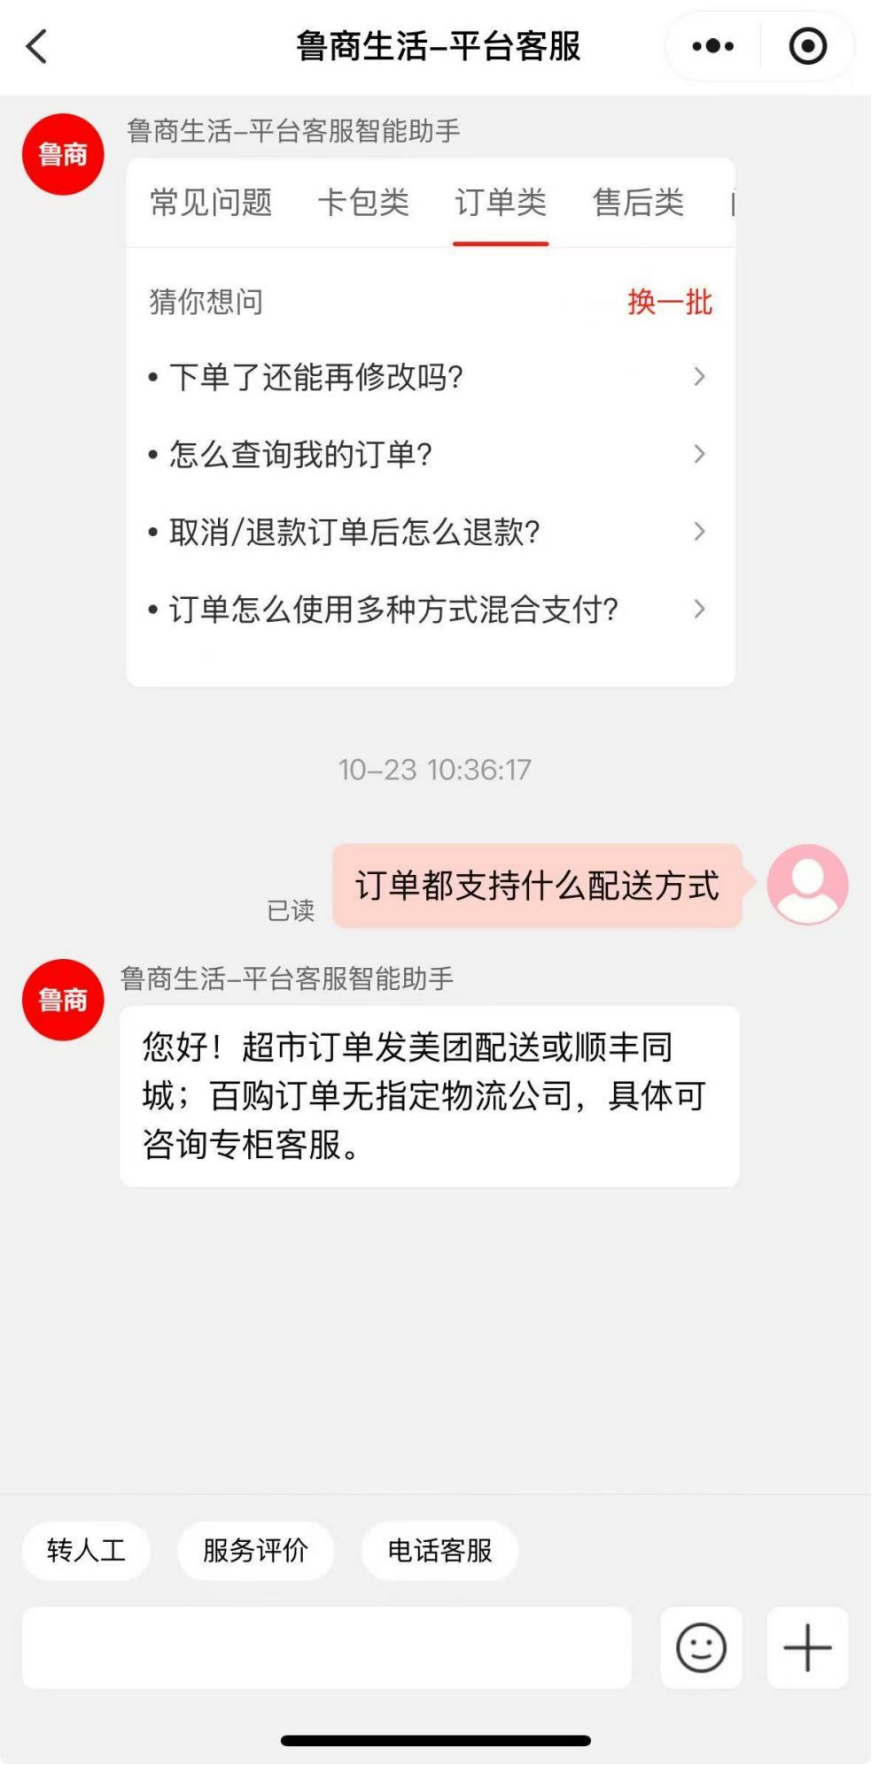 鲁商生活-平台客服
鲁商
鲁商生活-平台客服智能助手
常见问题 卡包类 订单类 售后类
猜你想问 换一批
• 下单了还能再修改吗?
• 怎么查询我的订单?
• 取消/退款订单后怎么退款?
• 订单怎么使用多种方式混合支付?
10-23 10:36:17
订单都支持什么配送方式
已读
鲁商
鲁商生活-平台客服智能助手
您好！超市订单发美团配送或顺丰同
城；百购订单无指定物流公司，具体可
咨询专柜客服。
转人工 服务评价 电话客服